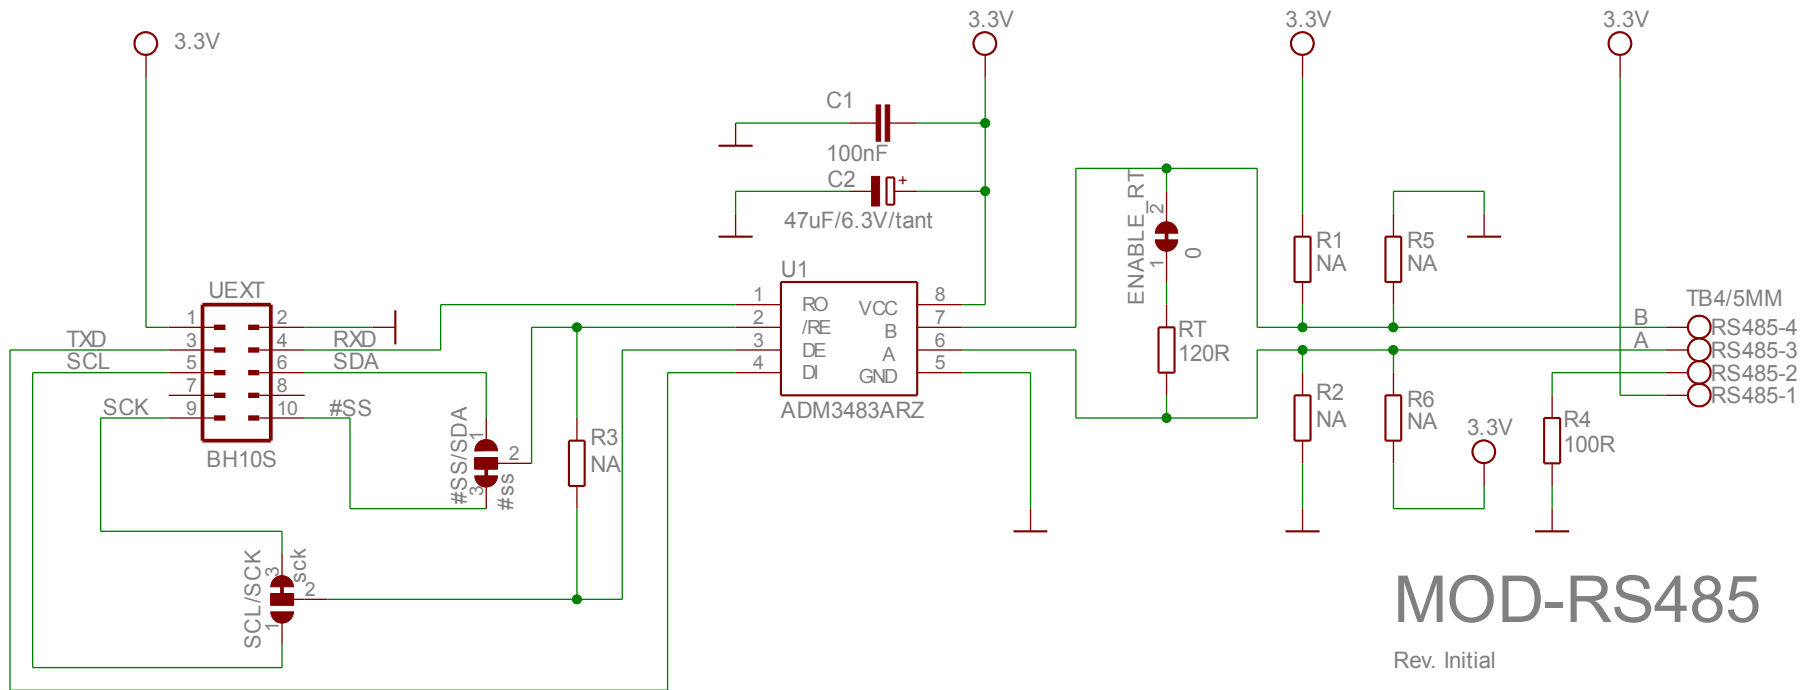 3.3V
3.3V
3.3V
3.3V
C1
100nF
C2
+
47uF/6.3V/tant
ENABLE_RT
2
1
0
RT
120R
R1
NA
R5
NA
U1
1
2
3
4
RO
/RE
DE
DI
VCC
B
A
GND
8
7
6
5
ADM3483ARZ
UEXT
1
3
5
7
9
2
4
6
8
10
TXD
SCL
SCK
RXD
SDA
#SS
BH10S
#SS/SDA
1
2
3
#ss
R3
NA
SCL/SCK
3
2
1
sck
R2
NA
R6
NA
3.3V
R4
100R
TB4/5MM
B
A
RS485-4
RS485-3
RS485-2
RS485-1
MOD-RS485
Rev. Initial